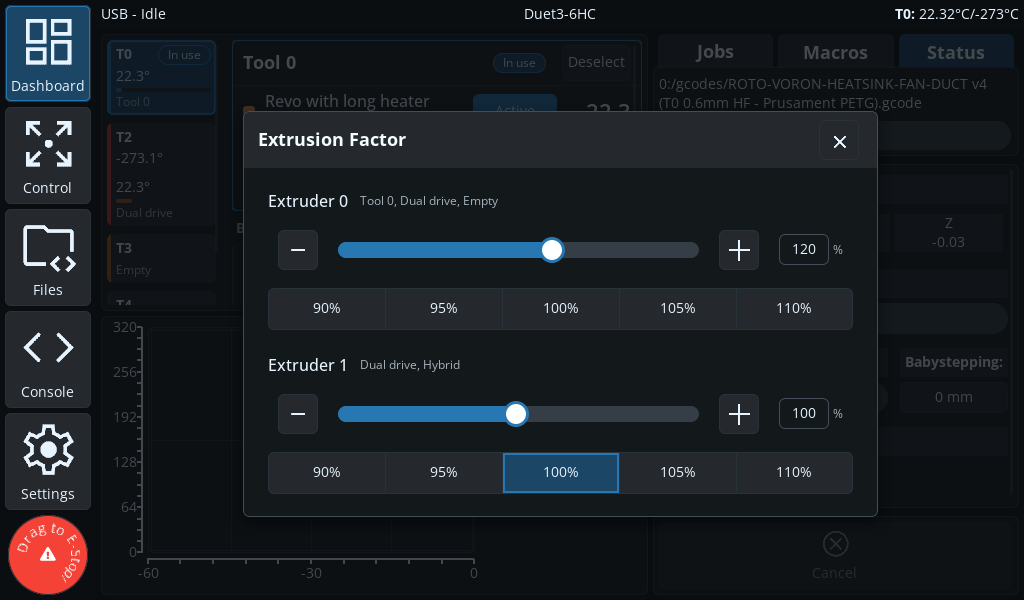 USB - Idle
Duet3-6HC
T0: 22.32°C/-273°C
Dashboard
Control
Files
Console
Settings
Drag to E-Stop!
T0
In use
22.3°
Tool 0
T2
-273.1°
22.3°
Dual drive
T3
Empty
T4
Tool 0
In use
Deselect
Revo with long heater
Active
22.3
Jobs
Macros
Status
0:/gcodes/ROTO-VORON-HEATSINK-FAN-DUCT v4
(T0 0.6mm HF - Prusament PETG).gcode
Z
-0.03
Babystepping:
0 mm
Cancel
Extrusion Factor
Extruder 0
Tool 0, Dual drive, Empty
120 %
90%
95%
100%
105%
110%
Extruder 1
Dual drive, Hybrid
100 %
90%
95%
100%
105%
110%
320
256
192
128
64
0
-60
-30
0